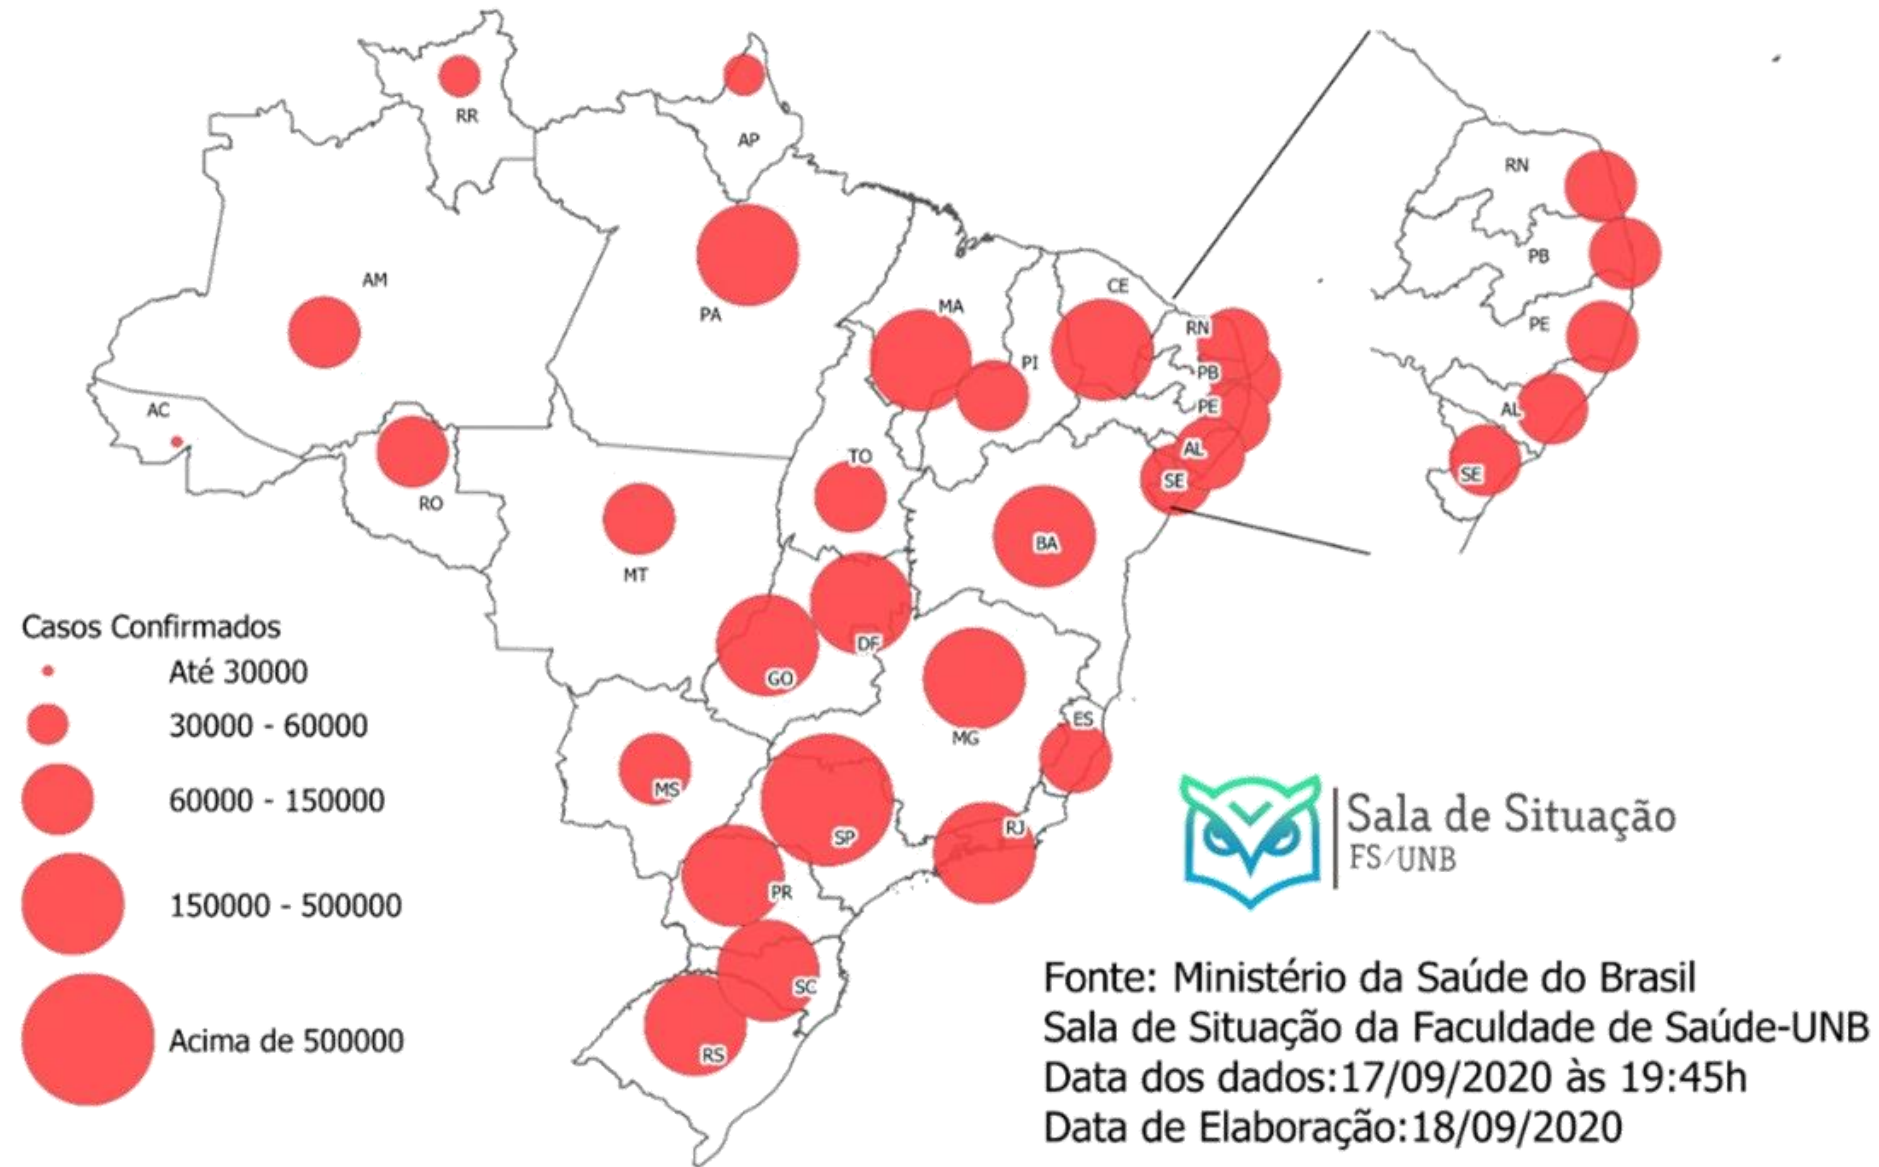 RR
AP
RN
AM
PB
CE
MA
PA
PE
RN
PI
PB
PE
AC
AL
AL
TO
SE
SE
RO
BA
MT
Casos Confirmados
DF
Até 30000
GO
30000 - 60000
ES
MG
60000 - 150000
MS
SP
RJ
Sala de Situação
FS/UNB
PR
150000 - 500000
SC
Acima de 500000
RS
Fonte: Ministério da Saúde do Brasil
Sala de Situação da Faculdade de Saúde-UNB
Data dos dados:17/09/2020 às 19:45h
Data de Elaboração:18/09/2020